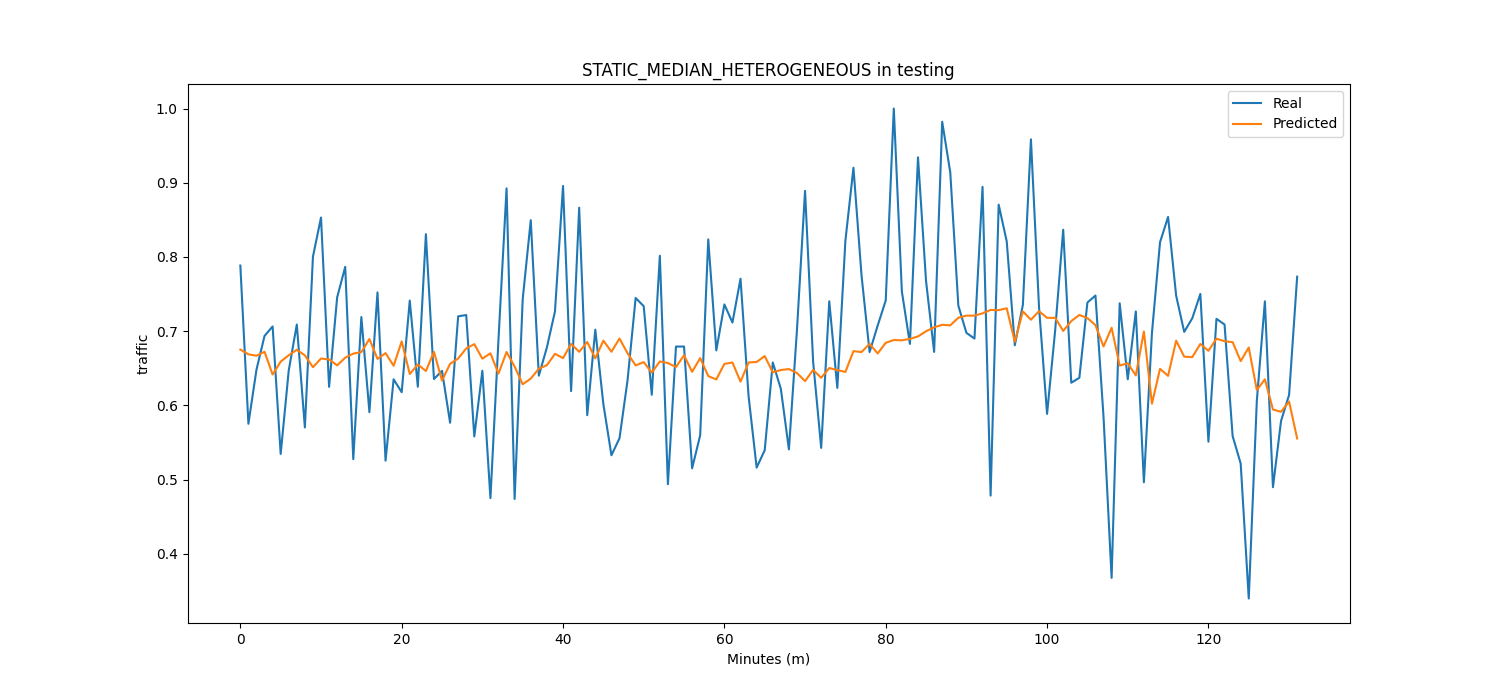 STATIC_MEDIAN_HETEROGENEOUS in testing
Real
Predicted
traffic
1.0
0.9
0.8
0.7
0.6
0.5
0.4
0
20
40
60
80
100
120
Minutes (m)